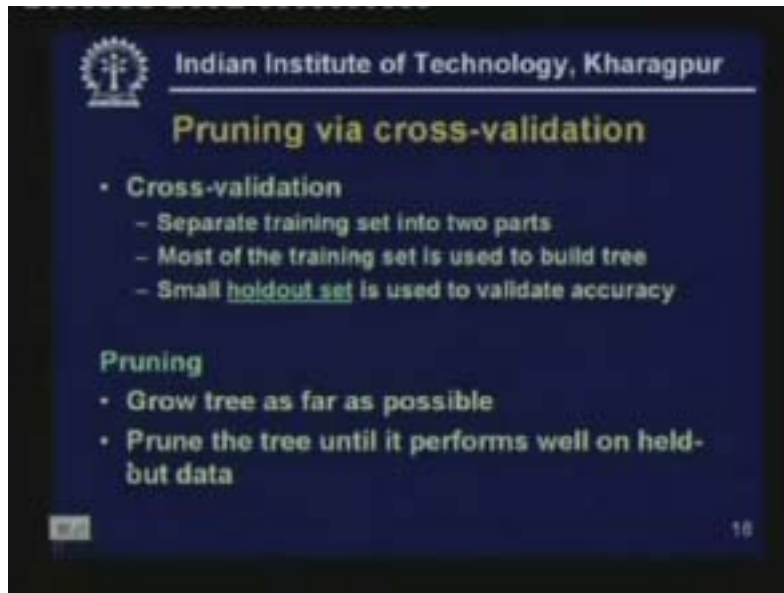 Indian Institute of Technology, Kharagpur
Pruning via cross-validation
• Cross-validation
– Separate training set into two parts
– Most of the training set is used to build tree
– Small holdout set is used to validate accuracy
Pruning
• Grow tree as far as possible
• Prune the tree until it performs well on held-
out data